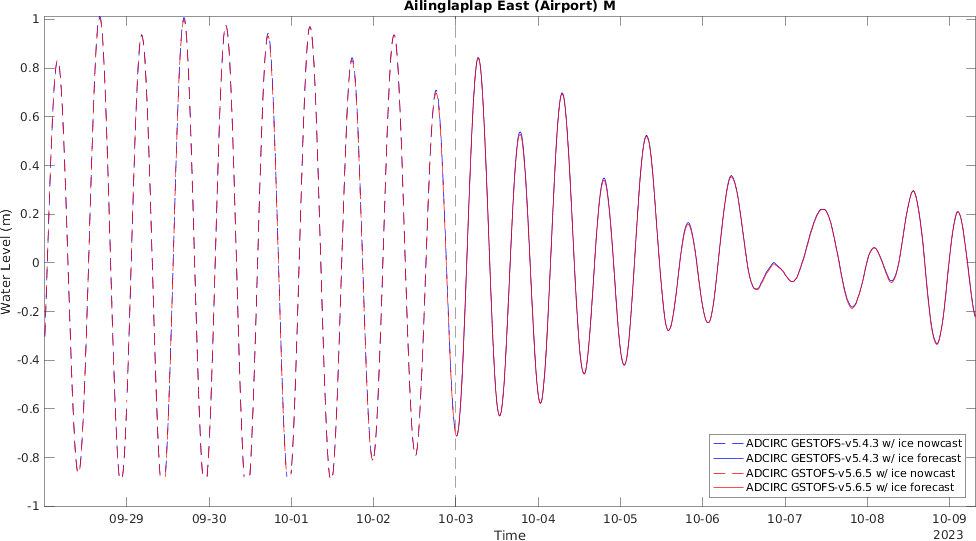 Ailinglaplap East (Airport) M
1
0.8
0.6
0.4
0.2
0
-0.2
-0.4
-0.6
-0.8
-1
Water Level (m)
ADCIRC GESTOFS-v5.4.3 w/ ice nowcast
ADCIRC GESTOFS-v5.4.3 w/ ice forecast
ADCIRC GSTOFS-v5.6.5 w/ ice nowcast
ADCIRC GSTOFS-v5.6.5 w/ ice forecast
09-29 09-30 10-01 10-02 10-03 10-04 10-05 10-06 10-07 10-08 10-09
2023
Time